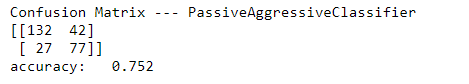 Confusion Matrix --- PassiveAggressiveClassifier
[[132  42]
 [ 27  77]]
accuracy:   0.752